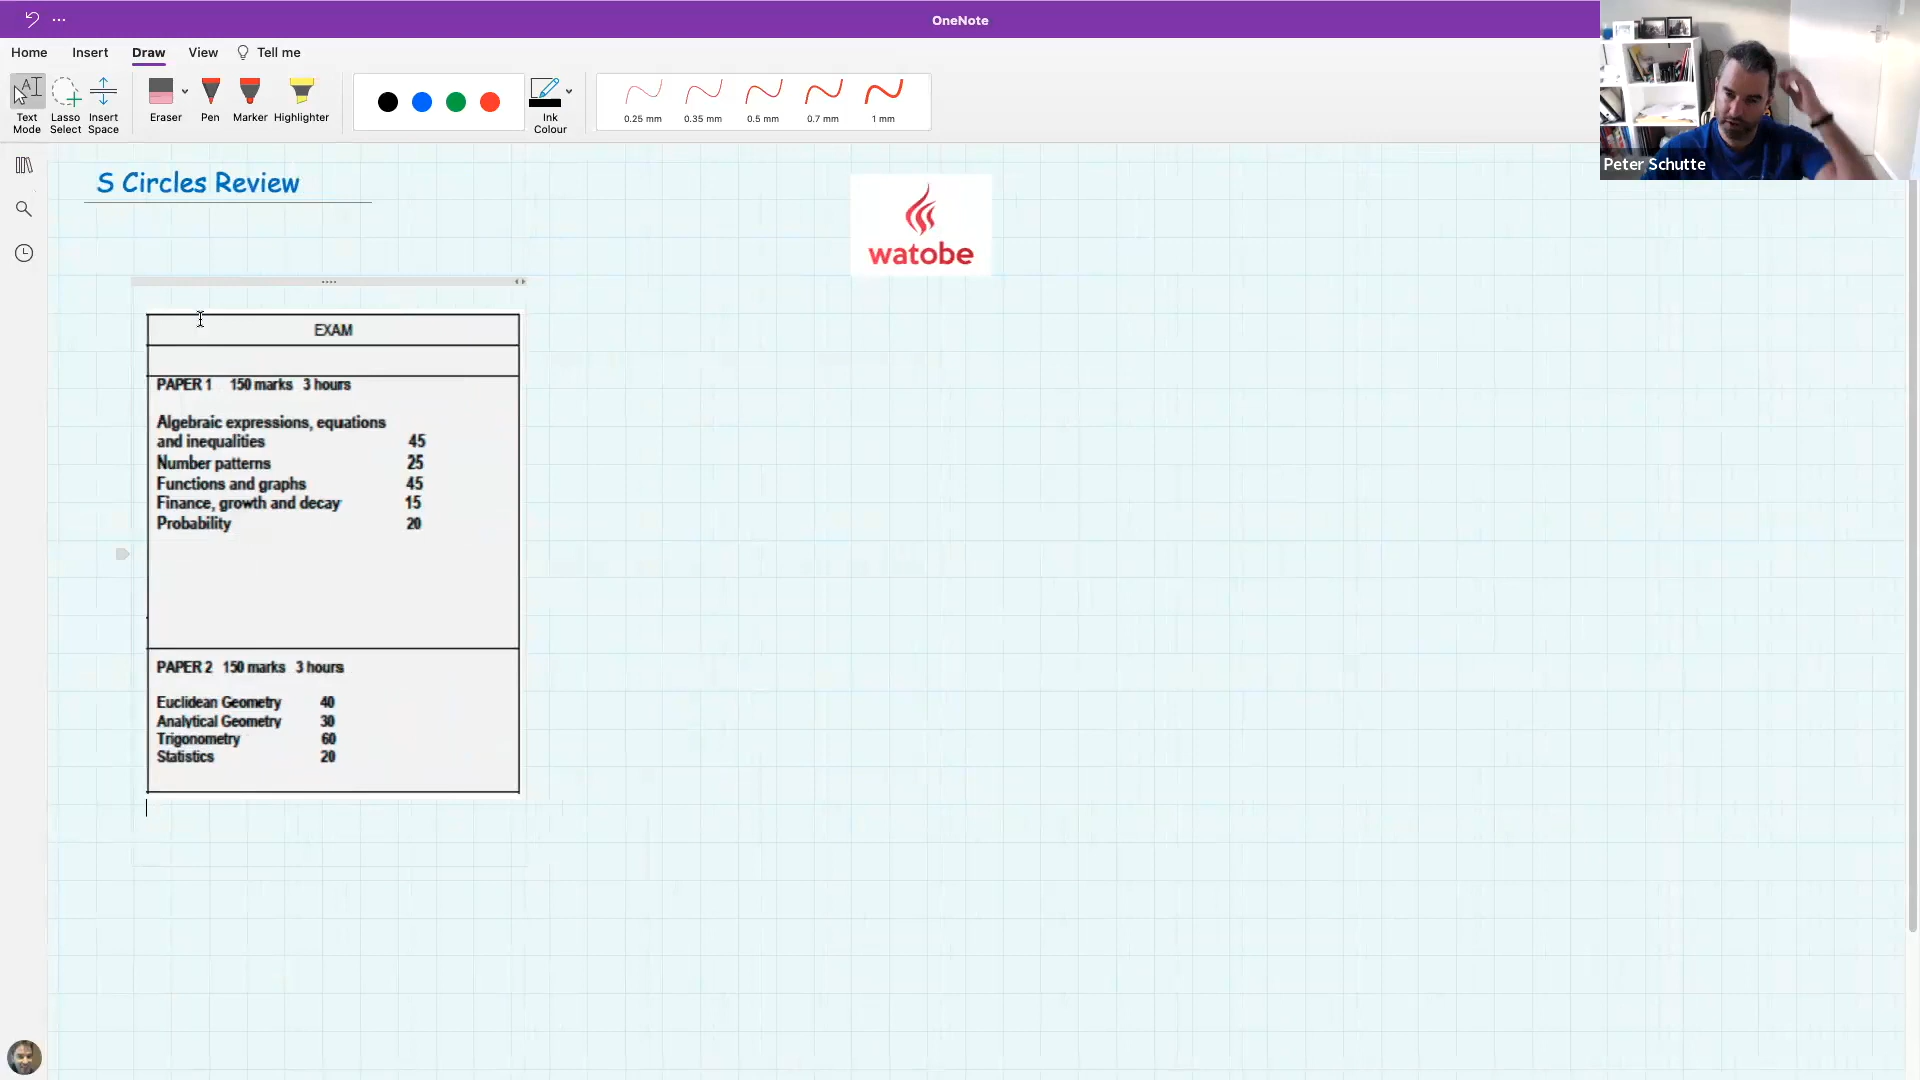 OneNote
Home Insert Draw View Tell me
Text Mode
Lasso Select
Insert Space
Eraser
Pen
Marker
Highlighter
Ink Colour
0.25 mm
0.35 mm
0.5 mm
0.7 mm
1 mm
Peter Schutte
S Circles Review
watobe
EXAM
PAPER 1 150 marks 3 hours
Algebraic expressions, equations
and inequalities 45
Number patterns 25
Functions and graphs 45
Finance, growth and decay 15
Probability 20
PAPER 2 150 marks 3 hours
Euclidean Geometry 40
Analytical Geometry 30
Trigonometry 60
Statistics 20